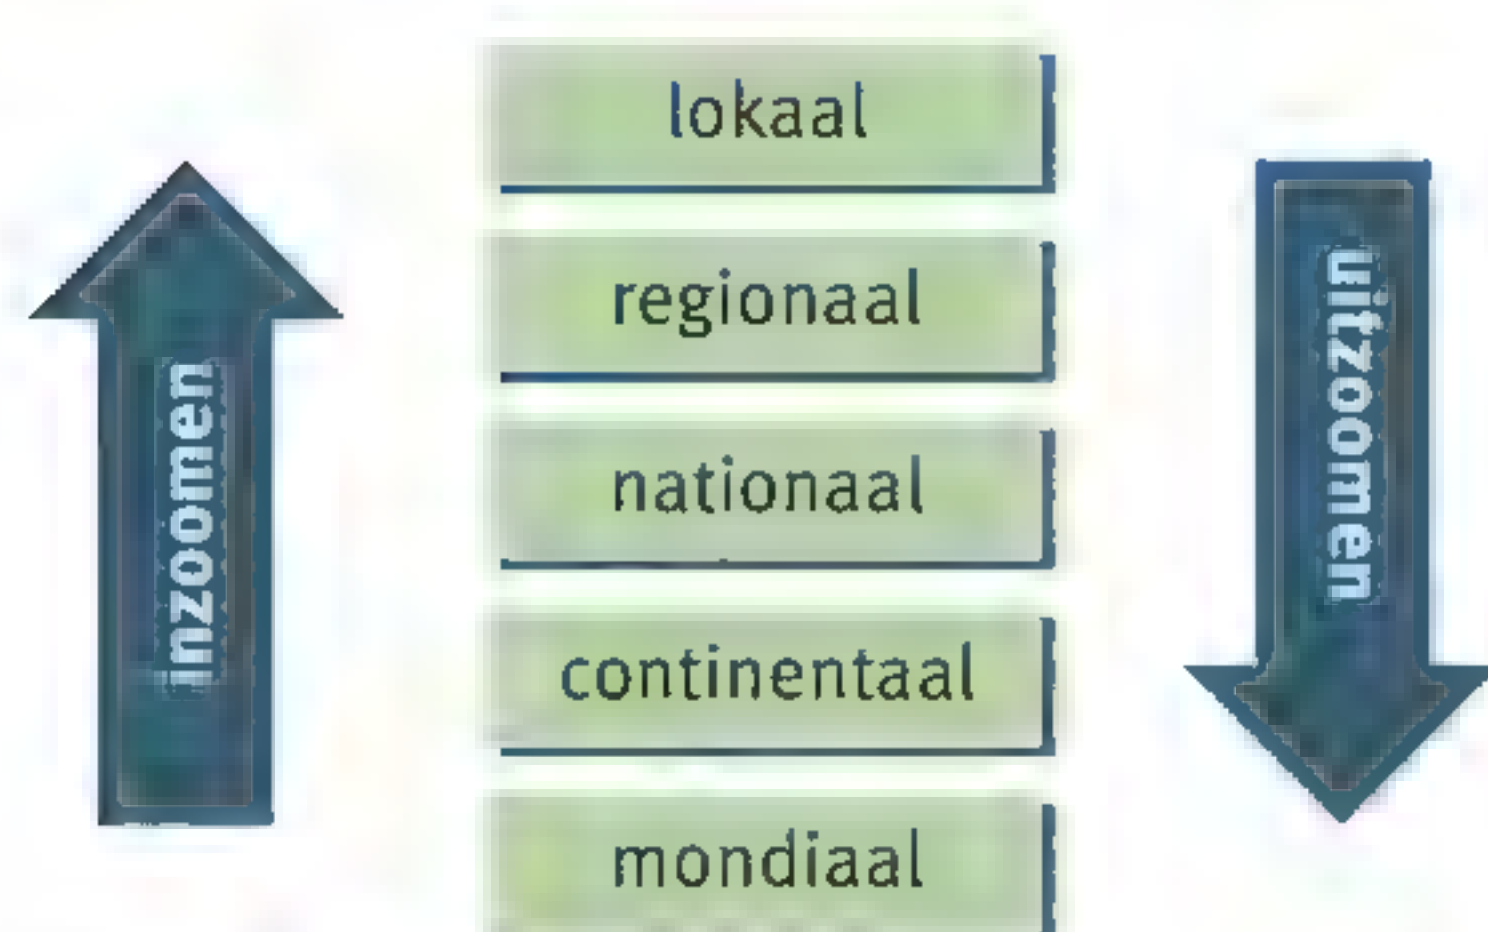 lokaal
regionaal
nationaal
continentaal
mondiaal
inzoomen
uitzoomen